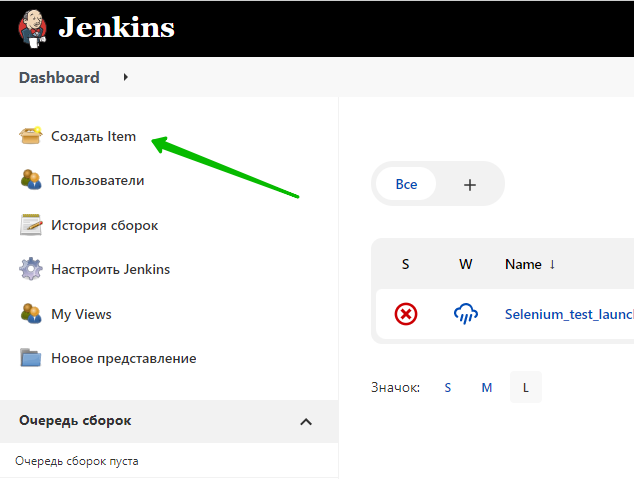 Jenkins
Dashboard
Создать Item
Пользователи
История сборок
Настроить Jenkins
My Views
Новое представление
Очередь сборок
Очередь сборок пуста
Все +
S W Name ↓
Selenium_test_launc
Значок: S M L